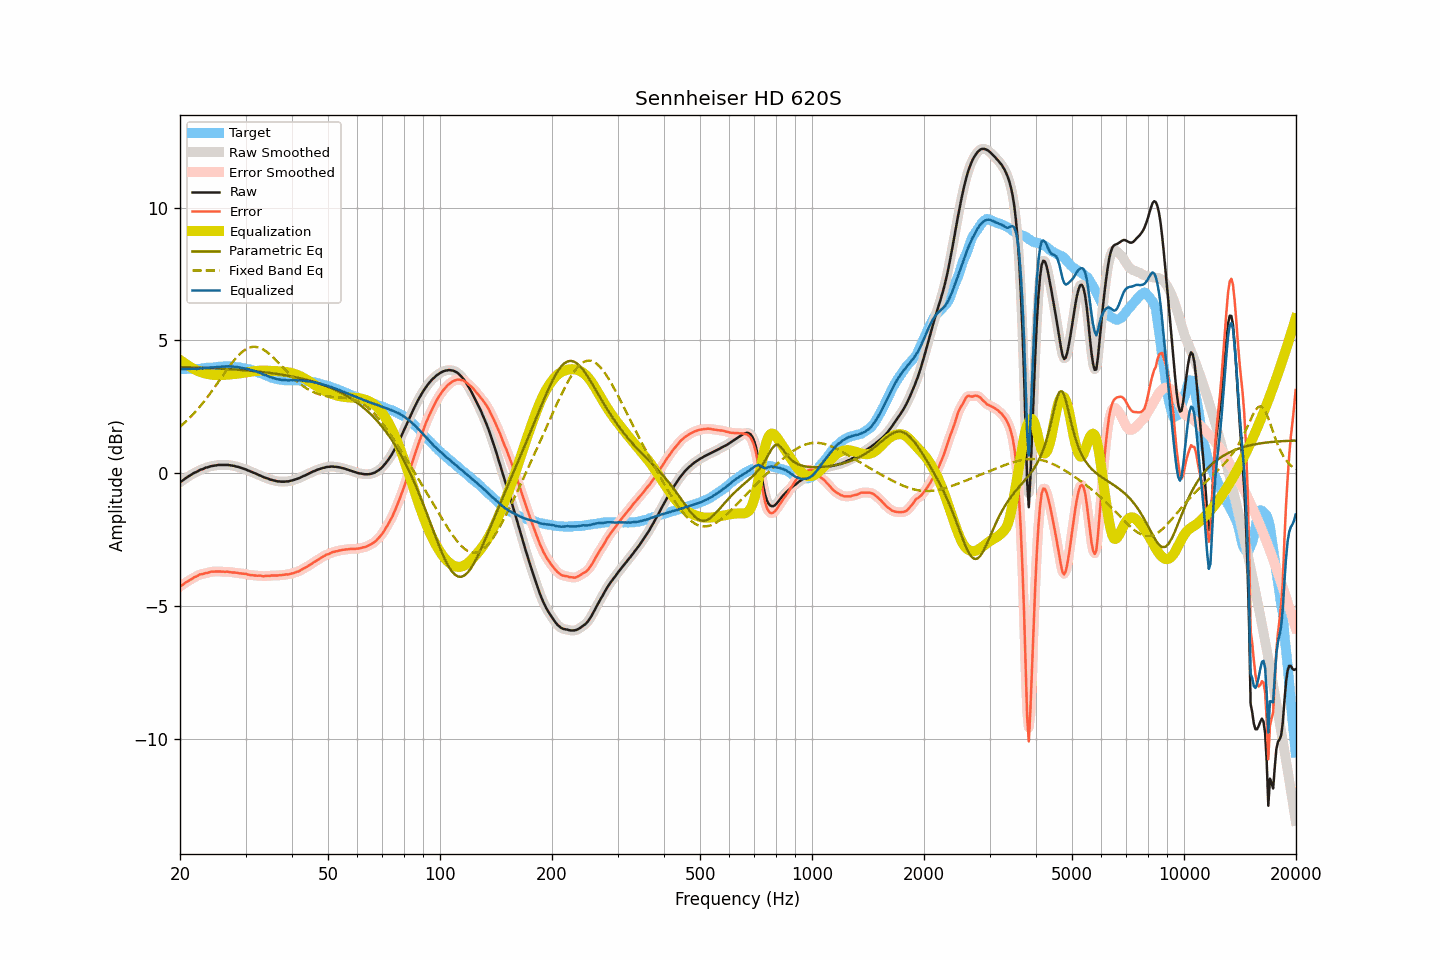 Sennheiser HD 620S
Target
Raw Smoothed
Error Smoothed
Raw
Error
Equalization
Parametric Eq
Fixed Band Eq
Equalized
Amplitude (dBr)
10
5
0
−5
−10
20 50 100 200 500 1000 2000 5000 10000 20000
Frequency (Hz)